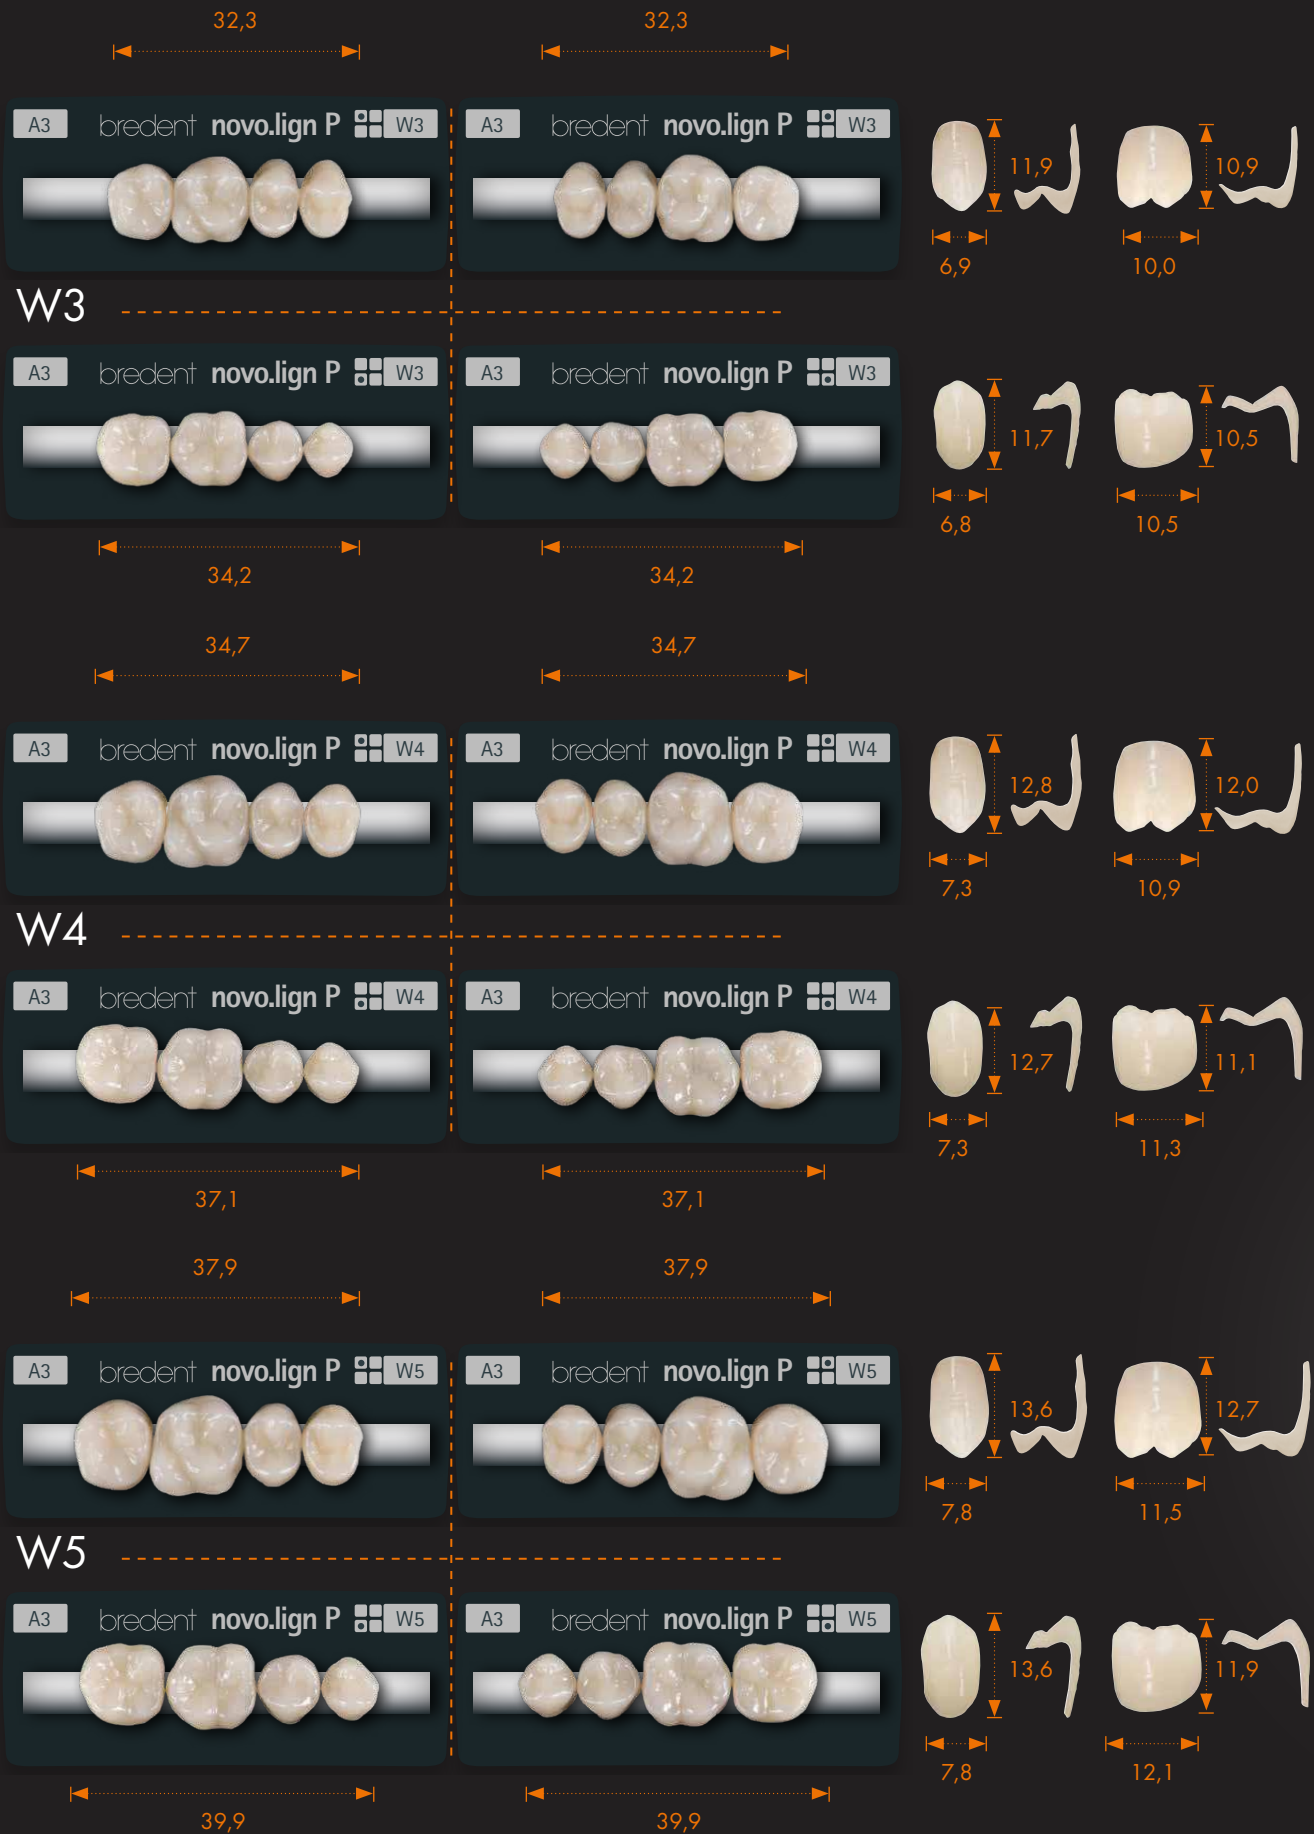 32,3 32,3
A3 bredent novo.lign P W3 A3 bredent novo.lign P W3
11,9 10,9
6,9 10,0
W3
A3 bredent novo.lign P W3 A3 bredent novo.lign P W3
11,7 10,5
6,8 10,5
34,2 34,2
34,7 34,7
A3 bredent novo.lign P W4 A3 bredent novo.lign P W4
12,8 12,0
7,3 10,9
W4
A3 bredent novo.lign P W4 A3 bredent novo.lign P W4
12,7 11,1
7,3 11,3
37,1 37,1
37,9 37,9
A3 bredent novo.lign P W5 A3 bredent novo.lign P W5
13,6 12,7
7,8 11,5
W5
A3 bredent novo.lign P W5 A3 bredent novo.lign P W5
13,6 11,9
7,8 12,1
39,9 39,9